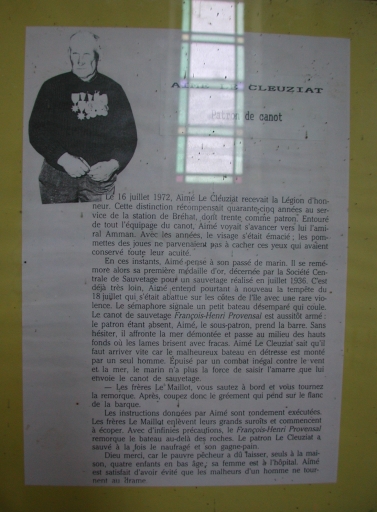 CLEUZIAT
Patron de canot
Le 16 juillet 1972, Aimé Le Cleuziat recevait la Légion d'hon-
neur. Cette distinction récompensait quarante-cinq années au ser-
vice de la station de Bréhat, dont trente comme patron. Entouré
de tout l'équipage du canot, Aimé voyait s'avancer vers lui l'ami-
ral Amman. Avec les années, le visage s'était émacié ; les pom-
mettes des joues ne parvenaient pas à cacher ces yeux qui avaient
conservé toute leur acuité.
En ces instants, Aimé pense à son passé de marin. Il se remé-
more alors sa première médaille d'or, décernée par la Société Cen-
trale de Sauvetage pour un sauvetage réalisé en juillet 1936. C'est
déjà très loin, Aimé entend pourtant à nouveau la tempête du
18 juillet qui s'était abattue sur les côtes de l'île avec une rare vio-
lence. Le sémaphore signale un petit bateau désemparé qui coule.
Le canot de sauvetage François-Henri Provensal est aussitôt armé :
le patron étant absent, Aimé, le sous-patron, prend la barre. Sans
hésiter, il affronte la mer démontée et passe au milieu des hauts
fonds où les lames brisent avec fracas. Aimé Le Cleuziat sait qu'il
faut arriver vite car le malheureux bateau en détresse est monté
par un seul homme. Épuisé par un combat inégal contre le vent
et la mer, le marin n'a plus la force de saisir l'amarre que lui
envoie le canot de sauvetage.
— Les frères Le Maillot, vous sautez à bord et vous tournez
la remorque. Après, coupez donc le gréement qui pend sur le flanc
de la barque.
Les instructions données par Aimé sont rondement exécutées.
Les frères Le Maillot enlèvent leurs grands suroîts et commencent
à écoper. Avec d'infinies précautions, le François-Henri Provensal
remorque le bateau au-delà des roches. Le patron Le Cleuziat a
sauvé à la fois le naufragé et son gagne-pain.
Dieu merci, car le pauvre pêcheur a dû laisser, seuls à la mai-
son, quatre enfants en bas âge, sa femme est à l'hôpital. Aimé
est satisfait d'avoir évité que les malheurs d'un homme ne tour-
nent au drame.